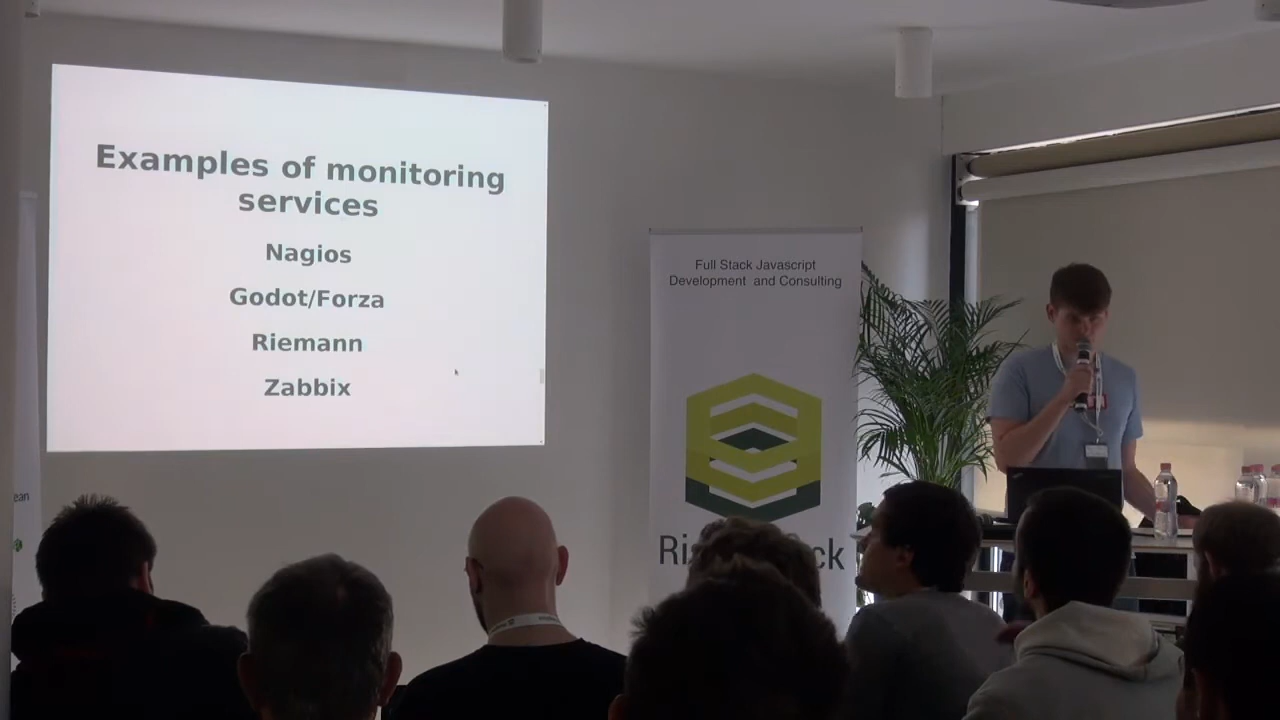 Examples of monitoring
services
Nagios
Godot/Forza
Riemann
Zabbix
Full Stack Javascript
Development and Consulting